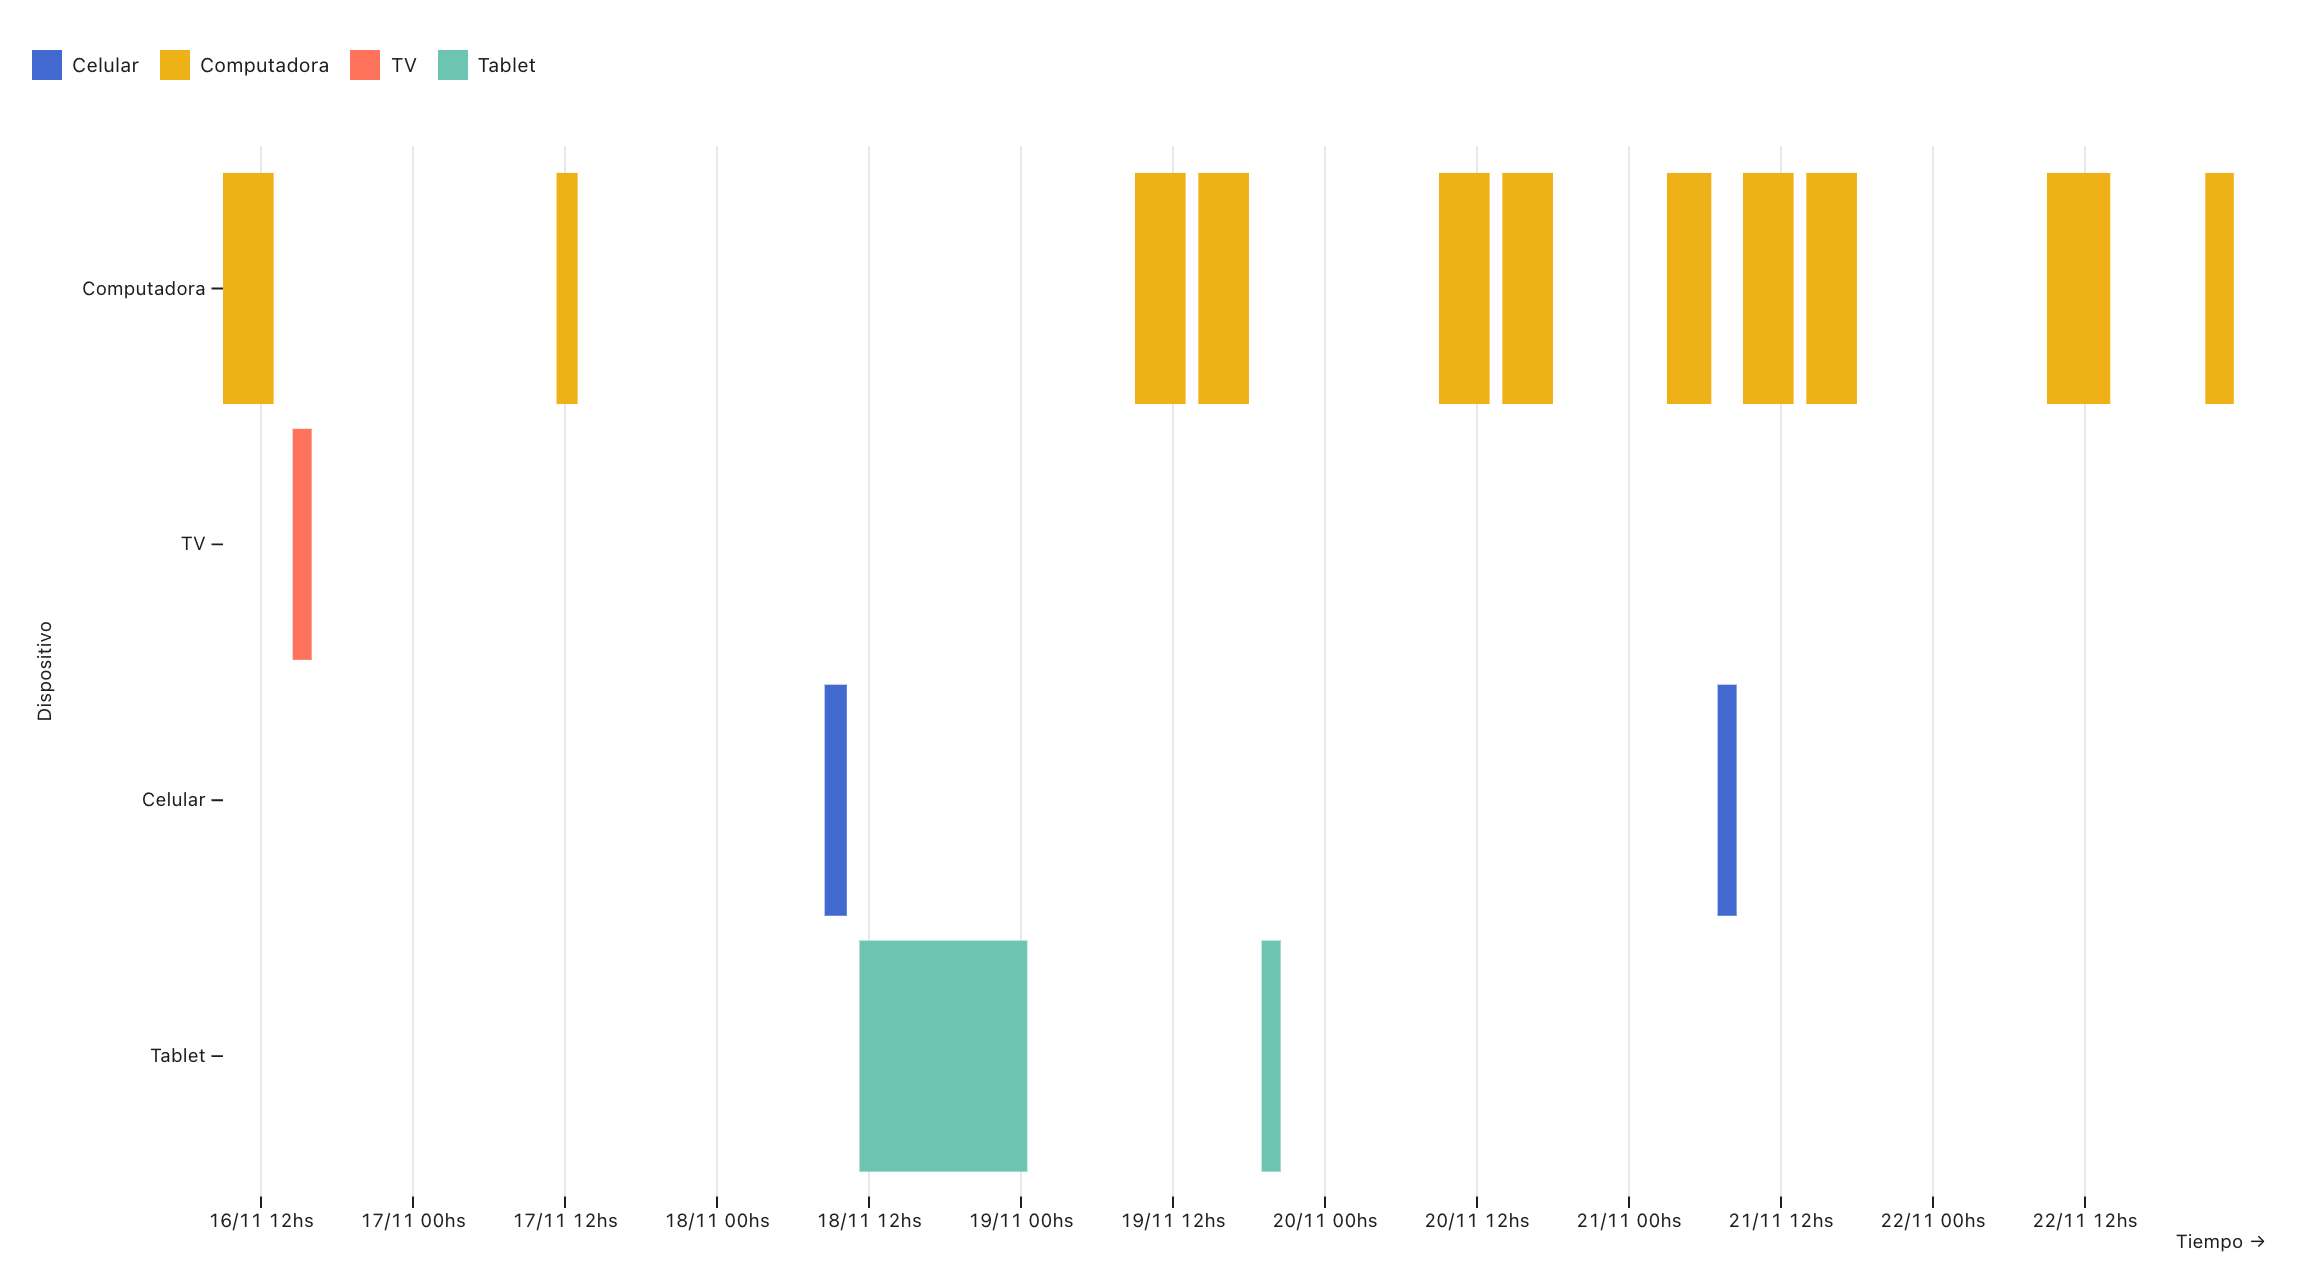 Celular Computadora TV Tablet
Computadora
TV
Dispositivo
Celular
Tablet
16/11 12hs 17/11 00hs 17/11 12hs 18/11 00hs 18/11 12hs 19/11 00hs 19/11 12hs 20/11 00hs 20/11 12hs 21/11 00hs 21/11 12hs 22/11 00hs 22/11 12hs
Tiempo →